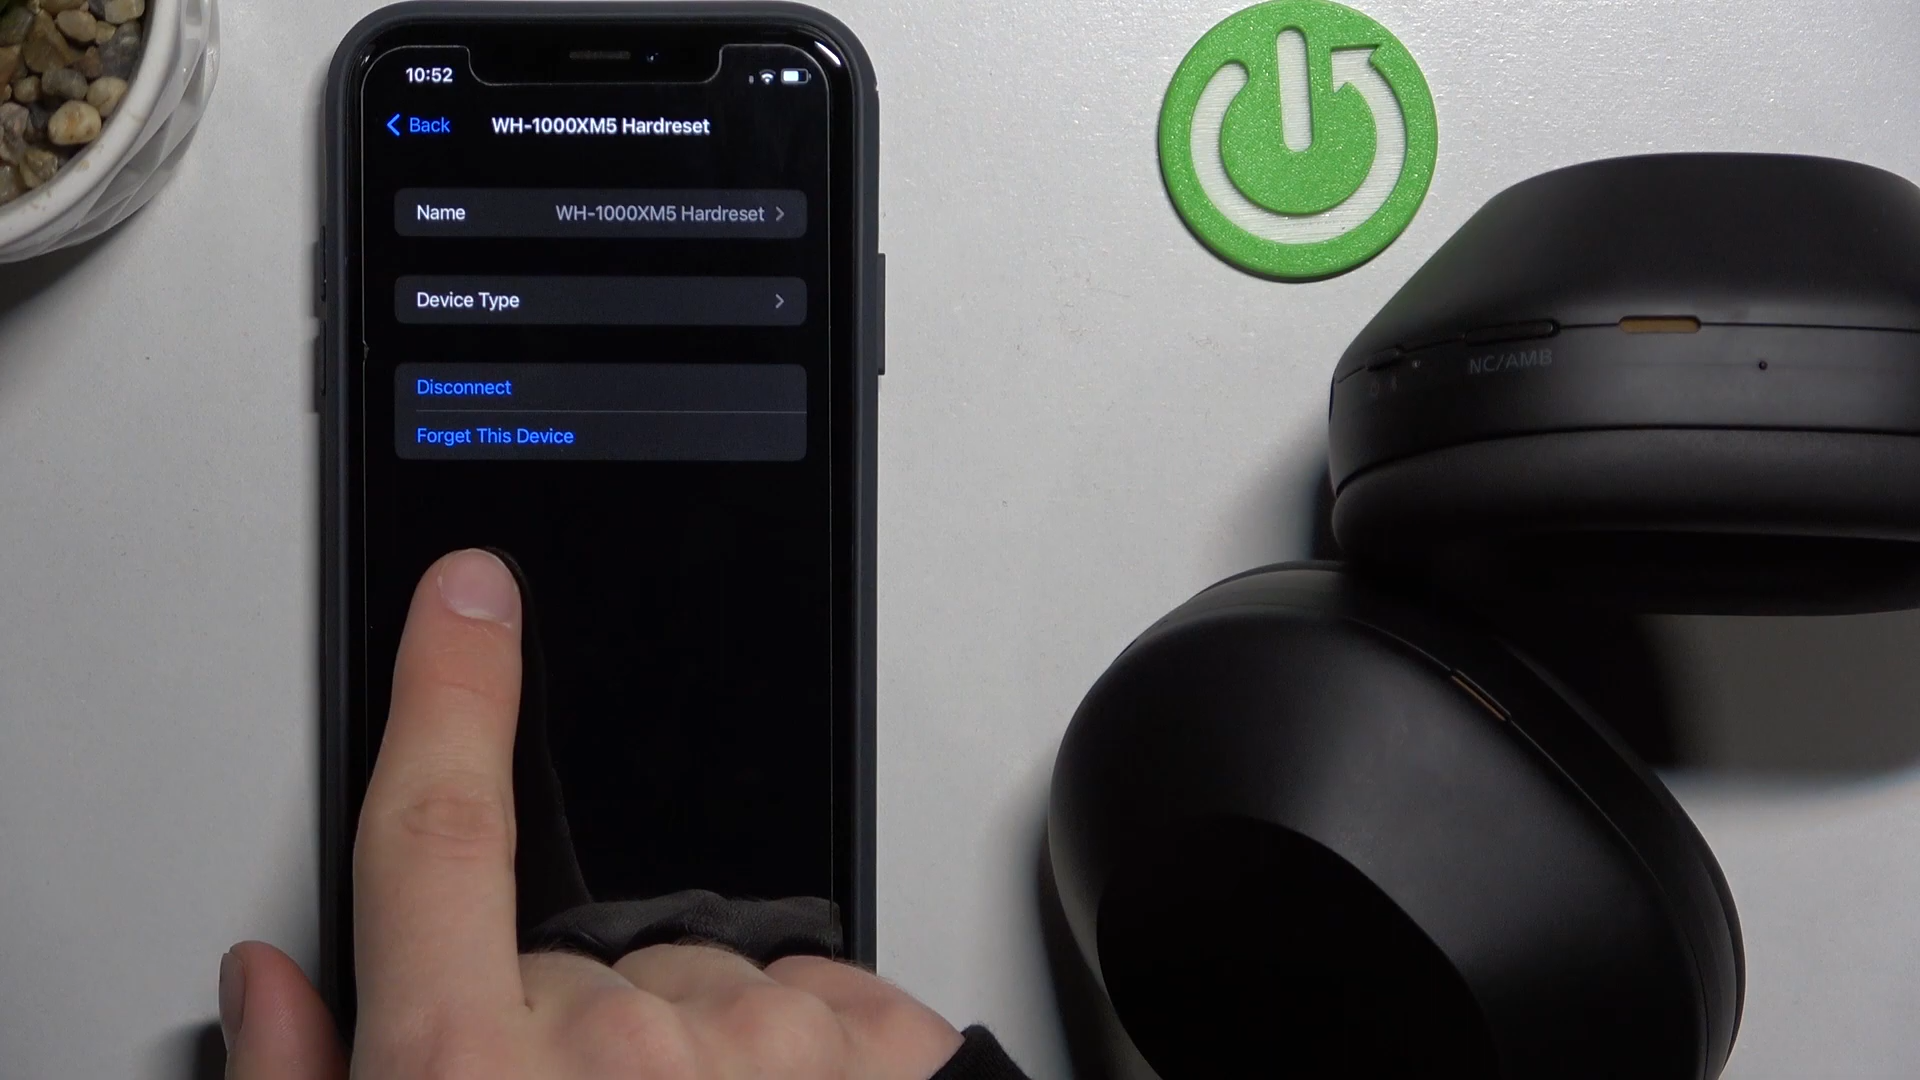 10:52
Back
WH-1000XM5 Hardreset
Name WH-1000XM5 Hardreset
Device Type
Disconnect
Forget This Device
NC/AMB